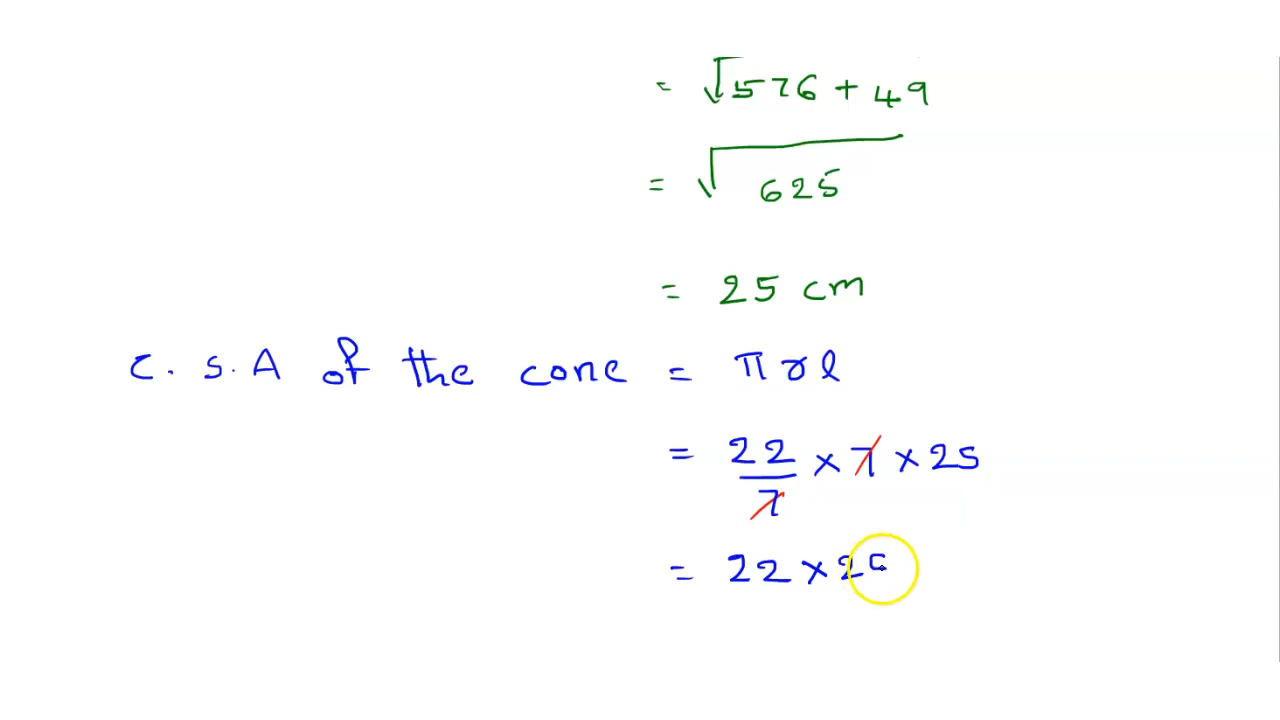 = √576 + 49
= √625
= 25 cm
C. S. A of the cone = πrl
= 22/7 × 7 × 25
= 22 × 25